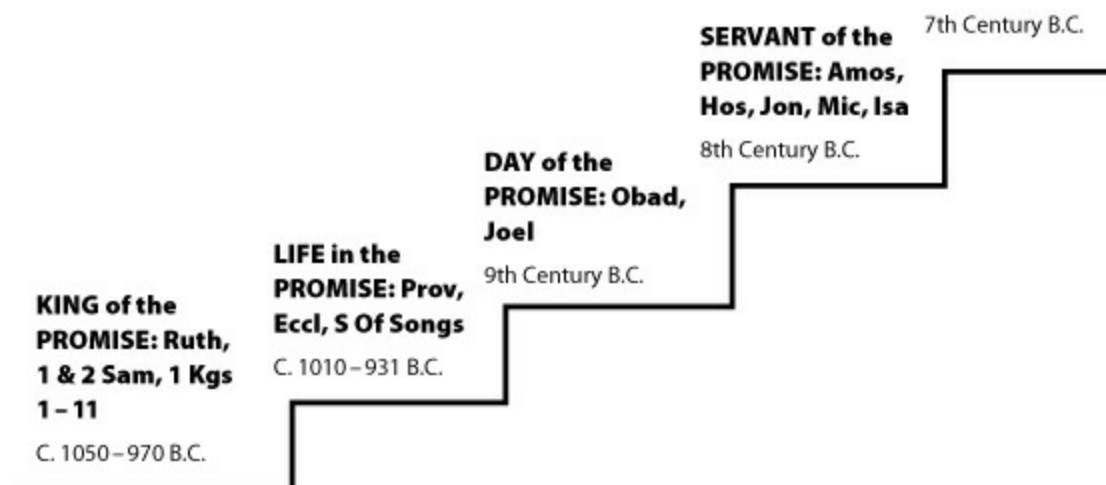 KING of the
PROMISE: Ruth,
1 & 2 Sam, 1 Kgs
1 – 11
C. 1050–970 B.C.
LIFE in the
PROMISE: Prov,
Eccl, S Of Songs
C. 1010–931 B.C.
DAY of the
PROMISE: Obad,
Joel
9th Century B.C.
SERVANT of the
PROMISE: Amos,
Hos, Jon, Mic, Isa
8th Century B.C.
7th Century B.C.